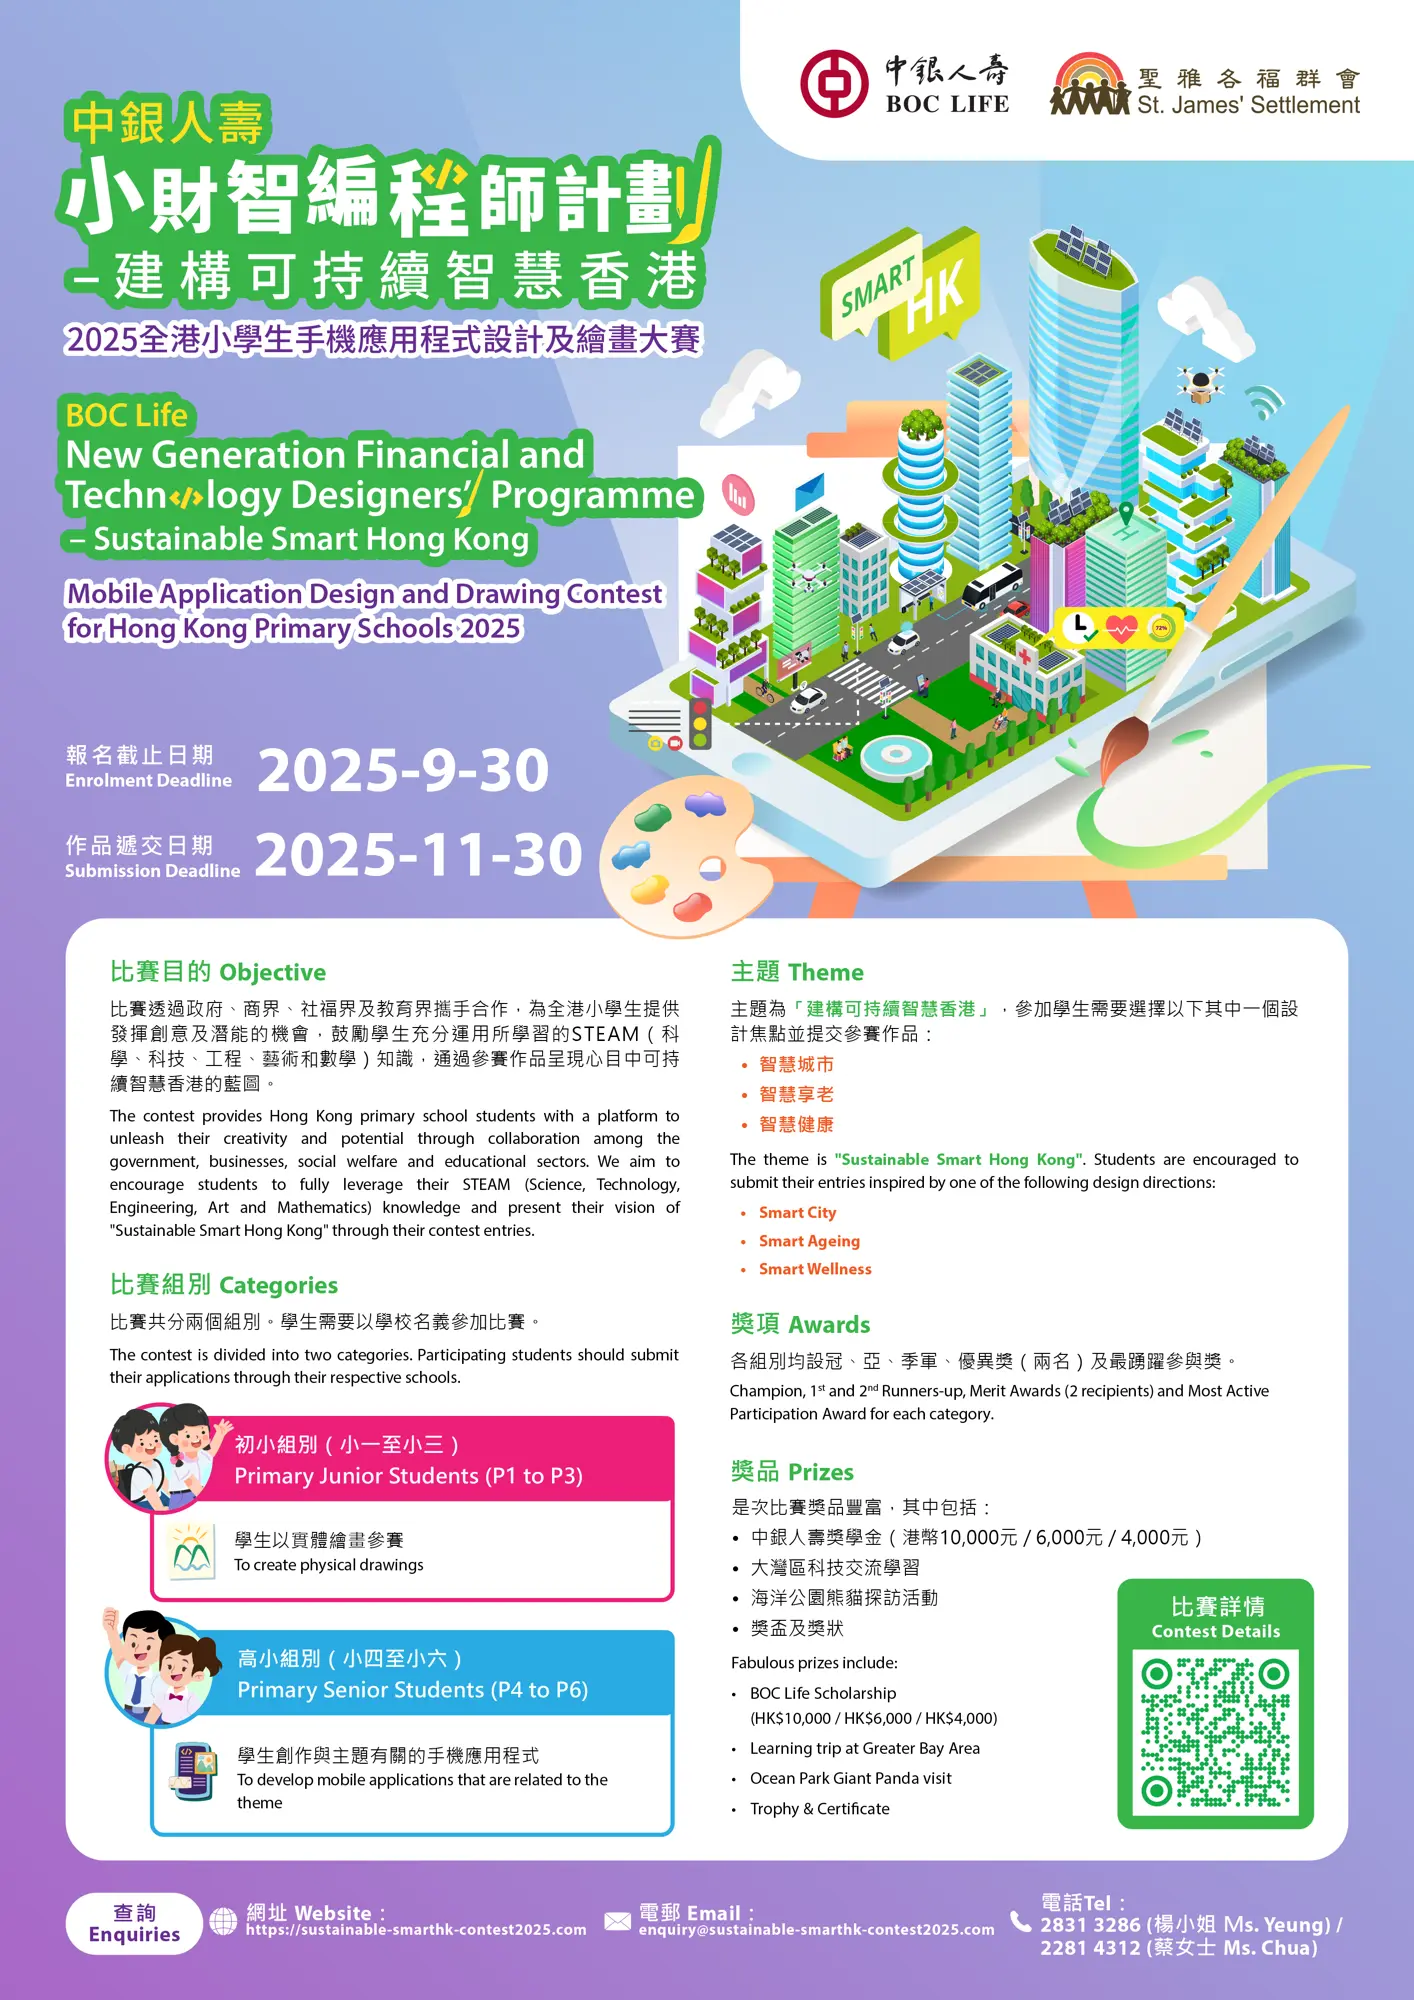 中銀人壽
BOC LIFE
聖雅各福群會
St. James' Settlement
中銀人壽
小財智編程師計劃
–建構可持續智慧香港
2025全港小學生手機應用程式設計及繪畫大賽
BOC Life
New Generation Financial and
Techn</>logy Designers' Programme
– Sustainable Smart Hong Kong
Mobile Application Design and Drawing Contest
for Hong Kong Primary Schools 2025
SMART
HK
H
72%
報名截止日期
Enrolment Deadline
2025-9-30
作品遞交日期
Submission Deadline
2025-11-30
比賽目的 Objective
比賽透過政府、商界、社福界及教育界攜手合作，為全港小學生提供
發揮創意及潛能的機會，鼓勵學生充分運用所學習的STEAM（科
學、科技、工程、藝術和數學）知識，通過參賽作品呈現心目中可持
續智慧香港的藍圖。
The contest provides Hong Kong primary school students with a platform to
unleash their creativity and potential through collaboration among the
government, businesses, social welfare and educational sectors. We aim to
encourage students to fully leverage their STEAM (Science, Technology,
Engineering, Art and Mathematics) knowledge and present their vision of
"Sustainable Smart Hong Kong" through their contest entries.
比賽組別 Categories
比賽共分兩個組別。學生需要以學校名義參加比賽。
The contest is divided into two categories. Participating students should submit
their applications through their respective schools.
初小組別（小一至小三）
Primary Junior Students (P1 to P3)
學生以實體繪畫參賽
To create physical drawings
高小組別（小四至小六）
Primary Senior Students (P4 to P6)
學生創作與主題有關的手機應用程式
To develop mobile applications that are related to the
theme
主題 Theme
主題為「建構可持續智慧香港」，參加學生需要選擇以下其中一個設
計焦點並提交參賽作品：
• 智慧城市
• 智慧享老
• 智慧健康
The theme is "Sustainable Smart Hong Kong". Students are encouraged to
submit their entries inspired by one of the following design directions:
• Smart City
• Smart Ageing
• Smart Wellness
獎項 Awards
各組別均設冠、亞、季軍、優異獎（兩名）及最踴躍參與獎。
Champion, 1st and 2nd Runners-up, Merit Awards (2 recipients) and Most Active
Participation Award for each category.
獎品 Prizes
是次比賽獎品豐富，其中包括：
• 中銀人壽獎學金（港幣10,000元 / 6,000元 / 4,000元）
• 大灣區科技交流學習
• 海洋公園熊貓探訪活動
• 獎盃及獎狀
Fabulous prizes include:
• BOC Life Scholarship
(HK$10,000 / HK$6,000 / HK$4,000)
• Learning trip at Greater Bay Area
• Ocean Park Giant Panda visit
• Trophy & Certificate
比賽詳情
Contest Details
查詢
Enquiries
網址 Website：
https://sustainable-smarthk-contest2025.com
電郵 Email：
enquiry@sustainable-smarthk-contest2025.com
電話Tel：
2831 3286 (楊小姐 Ms. Yeung) /
2281 4312 (蔡女士 Ms. Chua)